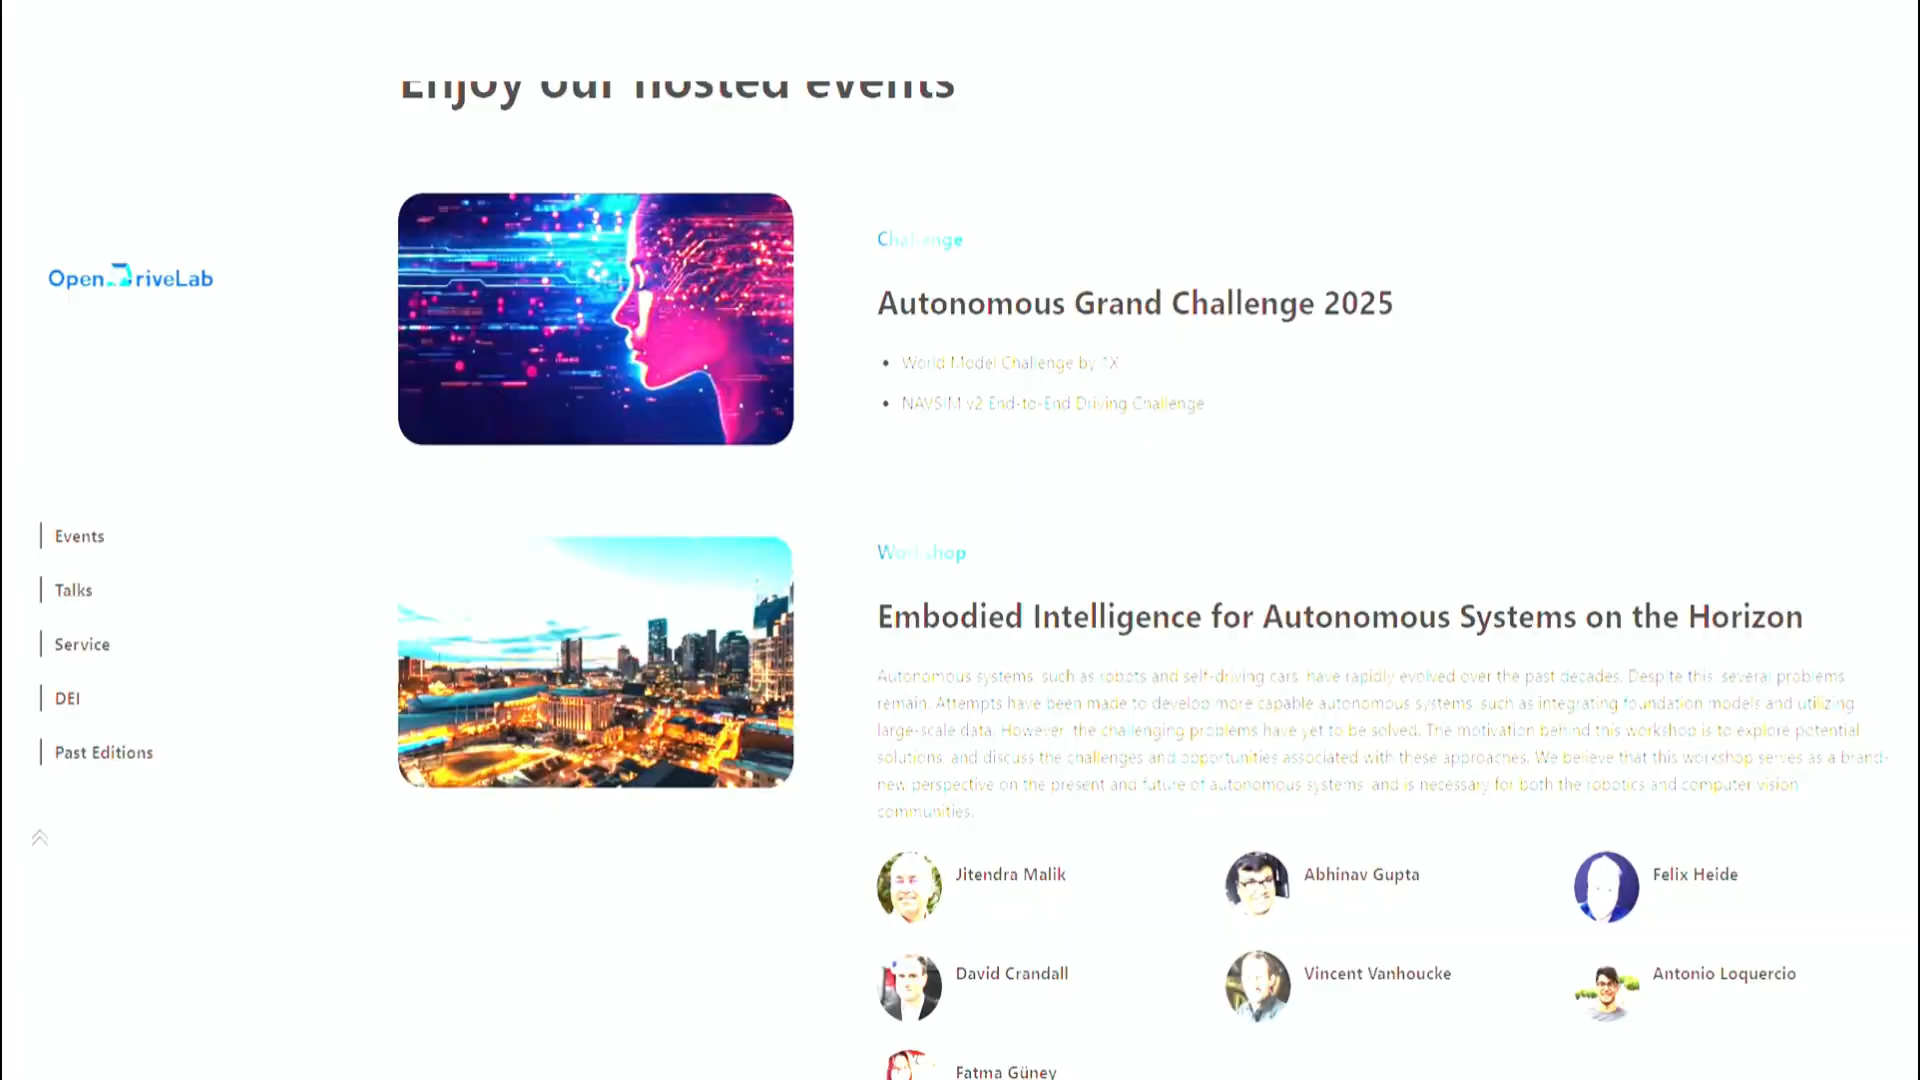 Enjoy our hosted events
OpenDriveLab
Events
Talks
Service
DEI
Past Editions
Challenge
Autonomous Grand Challenge 2025
• World Model Challenge by 1X
• NAVSIM v2 End-to-End Driving Challenge
Workshop
Embodied Intelligence for Autonomous Systems on the Horizon
Autonomous systems, such as robots and self-driving cars, have rapidly evolved over the past decades. Despite this, several problems
remain. Attempts have been made to develop more capable autonomous systems, such as integrating foundation models and utilizing
large-scale data. However, the challenging problems have yet to be solved. The motivation behind this workshop is to explore potential
solutions, and discuss the challenges and opportunities associated with these approaches. We believe that this workshop serves as a brand-
new perspective on the present and future of autonomous systems, and is necessary for both the robotics and computer vision
communities.
Jitendra Malik
Abhinav Gupta
Felix Heide
David Crandall
Vincent Vanhoucke
Antonio Loquercio
Fatma Güney